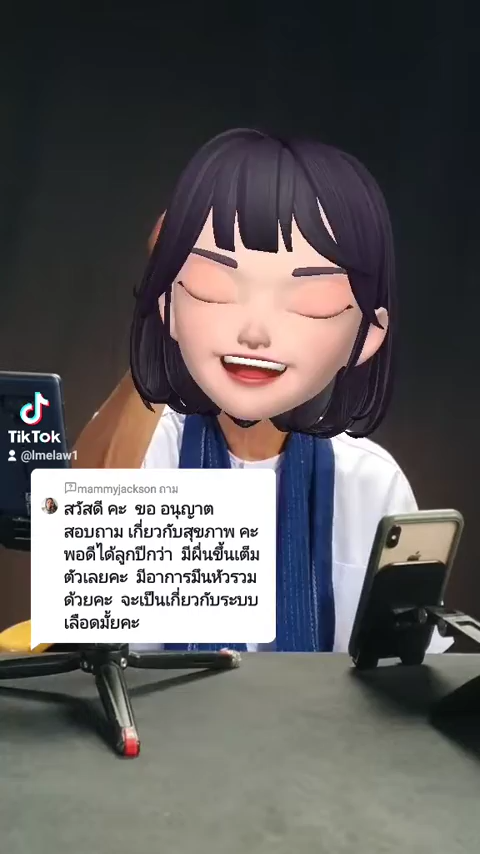 TikTok
@lmelaw1
mammyjackson ถาม
สวัสดี คะ ขอ อนุญาต
สอบถาม เกี่ยวกับสุขภาพ คะ
พอดีได้ลูกปีกว่า มีผื่นขึ้นเต็ม
ตัวเลยคะ มีอาการมึนหัวรวม
ด้วยคะ จะเป็นเกี่ยวกับระบบ
เลือดมั้ยคะ